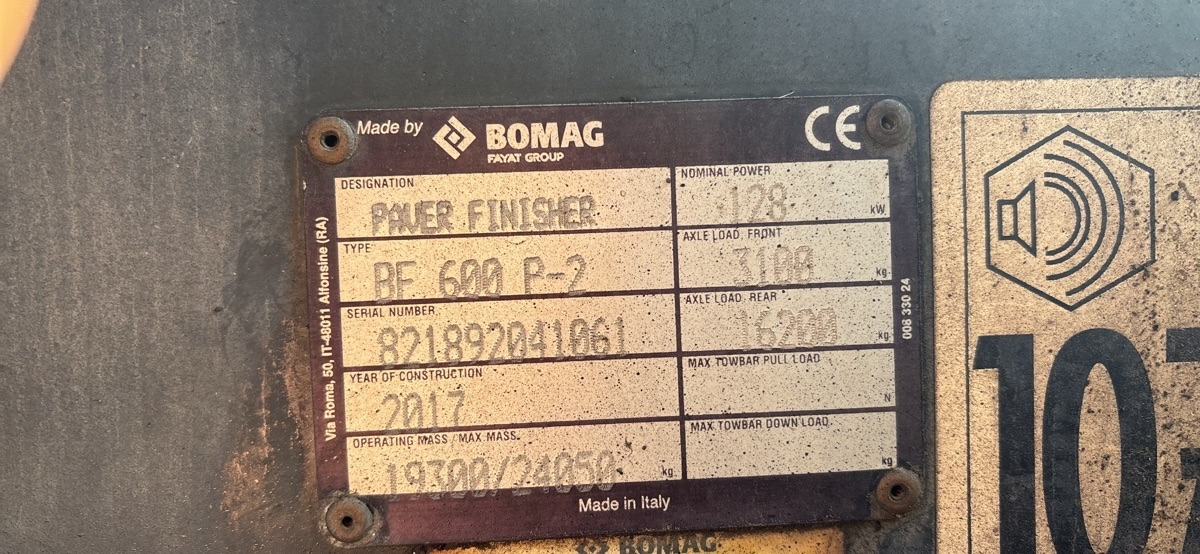 Made by BOMAG CE
FAYAT GROUP
DESIGNATION
PAVER FINISHER
NOMINAL POWER
128 kW
TYPE
BF 600 P-2
AXLE LOAD, FRONT
3100 kg
SERIAL NUMBER
821892041061
AXLE LOAD, REAR
16200 kg
YEAR OF CONSTRUCTION
2017
MAX TOWBAR PULL LOAD
N
OPERATING MASS / MAX MASS
19300/24050 kg
MAX TOWBAR DOWN LOAD
kg
Made in Italy
Via Roma, 50, IT-48011 Alfonsine (RA)
008 330 24
BOMAG
107